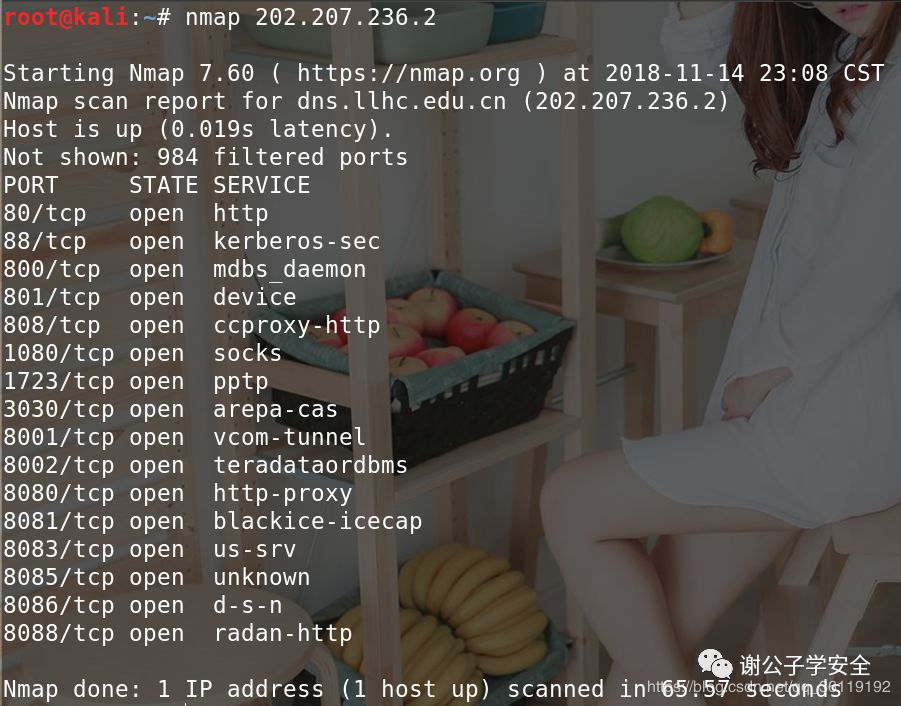 root@kali:~# nmap 202.207.236.2
Starting Nmap 7.60 ( https://nmap.org ) at 2018-11-14 23:08 CST
Nmap scan report for dns.llhc.edu.cn (202.207.236.2)
Host is up (0.019s latency).
Not shown: 984 filtered ports
PORT     STATE SERVICE
80/tcp   open  http
88/tcp   open  kerberos-sec
800/tcp  open  mdbs_daemon
801/tcp  open  device
808/tcp  open  ccproxy-http
1080/tcp open  socks
1723/tcp open  pptp
3030/tcp open  arepa-cas
8001/tcp open  vcom-tunnel
8002/tcp open  teradataordbms
8080/tcp open  http-proxy
8081/tcp open  blackice-icecap
8083/tcp open  us-srv
8085/tcp open  unknown
8086/tcp open  d-s-n
8088/tcp open  radan-http
谢公子学安全
Nmap done: 1 IP address (1 host up) scanned in 65.57 seconds
https://blog.csdn.net/qq_36119192